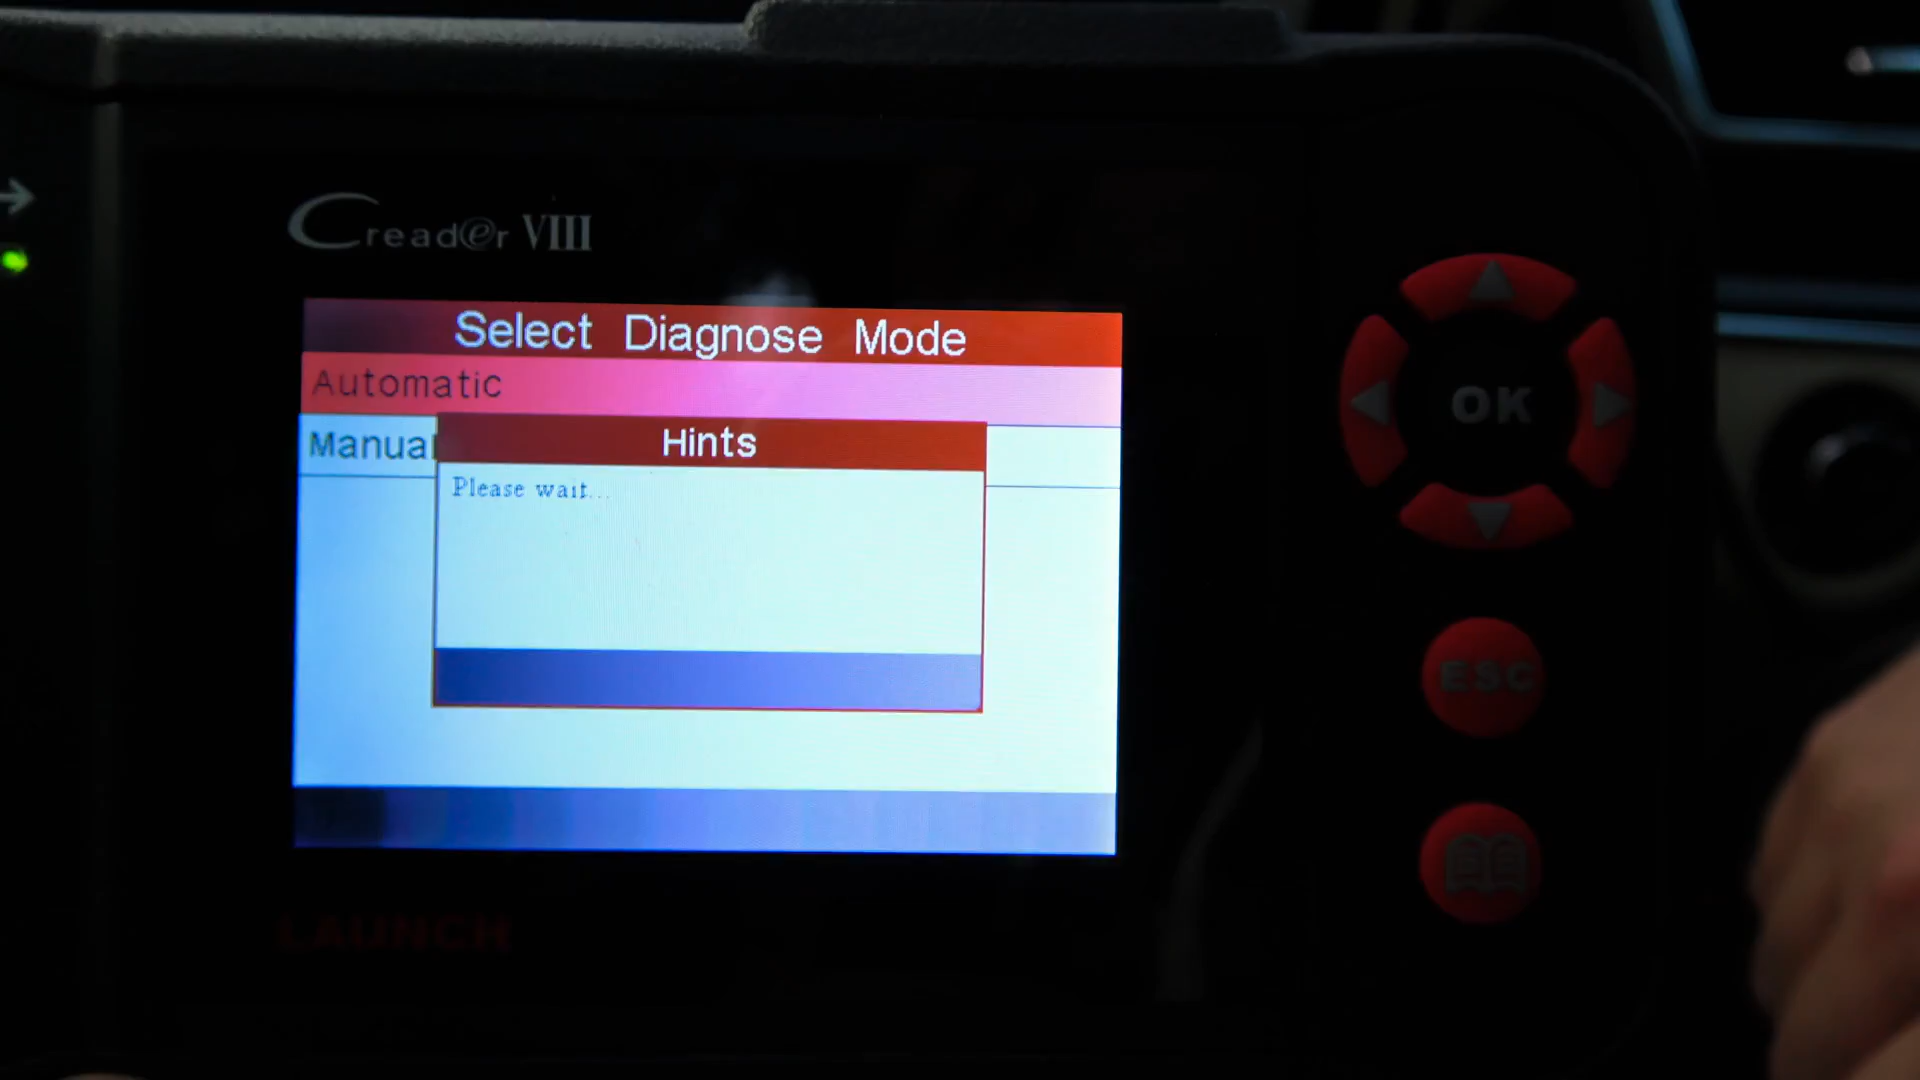 Creader VIII
Select Diagnose Mode
Automatic
Manual
Hints
Please wait...
OK
ESC
LAUNCH